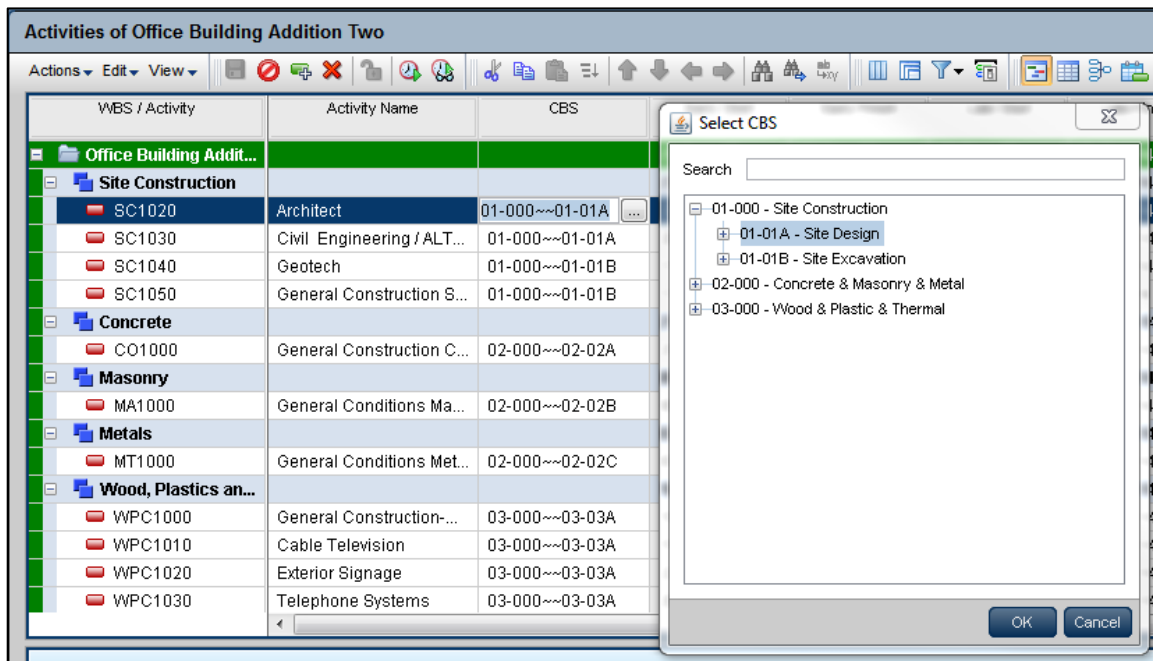 Activities of Office Building Addition Two
Actions Edit View
WBS / Activity Activity Name CBS
Office Building Addit...
Site Construction
SC1020 Architect 01-000~~01-01A ...
SC1030 Civil Engineering / ALT... 01-000~~01-01A
SC1040 Geotech 01-000~~01-01B
SC1050 General Construction S... 01-000~~01-01B
Concrete
CO1000 General Construction C... 02-000~~02-02A
Masonry
MA1000 General Conditions Ma... 02-000~~02-02B
Metals
MT1000 General Conditions Met... 02-000~~02-02C
Wood, Plastics an...
WPC1000 General Construction-... 03-000~~03-03A
WPC1010 Cable Television 03-000~~03-03A
WPC1020 Exterior Signage 03-000~~03-03A
WPC1030 Telephone Systems 03-000~~03-03A
Select CBS
Search
01-000 - Site Construction
01-01A - Site Design
01-01B - Site Excavation
02-000 - Concrete & Masonry & Metal
03-000 - Wood & Plastic & Thermal
OK Cancel